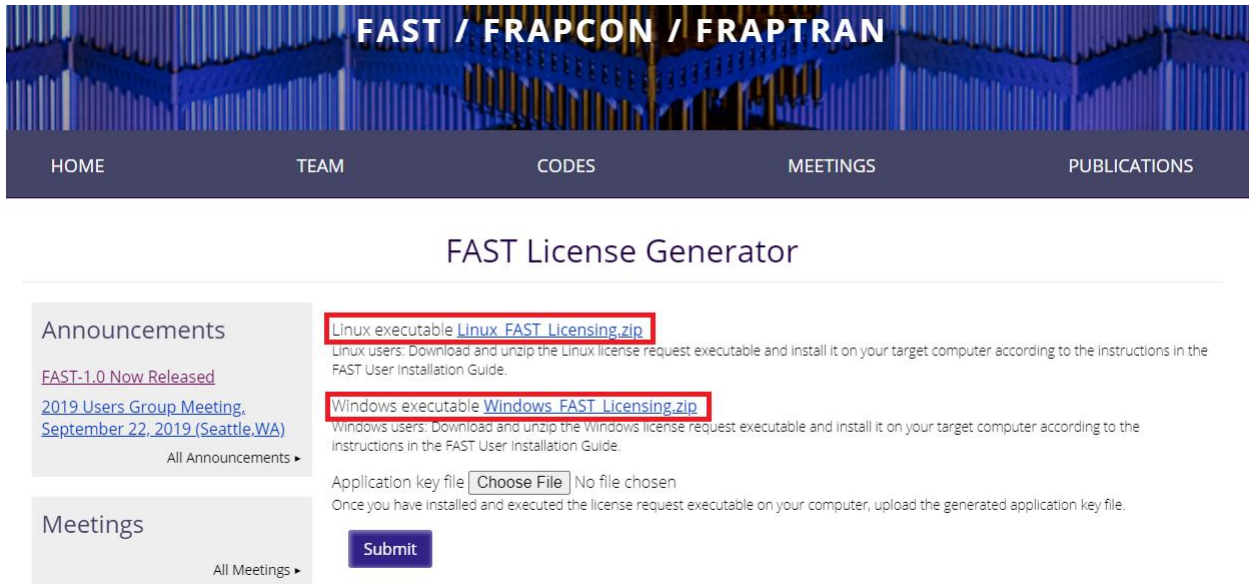 FAST / FRAPCON / FRAPTRAN
HOME
TEAM
CODES
MEETINGS
PUBLICATIONS
FAST License Generator
Announcements
FAST-1.0 Now Released
2019 Users Group Meeting,
September 22, 2019 (Seattle,WA)
All Announcements ▸
Meetings
All Meetings ▸
Linux executable Linux_FAST_Licensing.zip
Linux users: Download and unzip the Linux license request executable and install it on your target computer according to the instructions in the
FAST User Installation Guide.
Windows executable Windows_FAST_Licensing.zip
Windows users: Download and unzip the Windows license request executable and install it on your target computer according to the
instructions in the FAST User Installation Guide.
Application key file Choose File No file chosen
Once you have installed and executed the license request executable on your computer, upload the generated application key file.
Submit